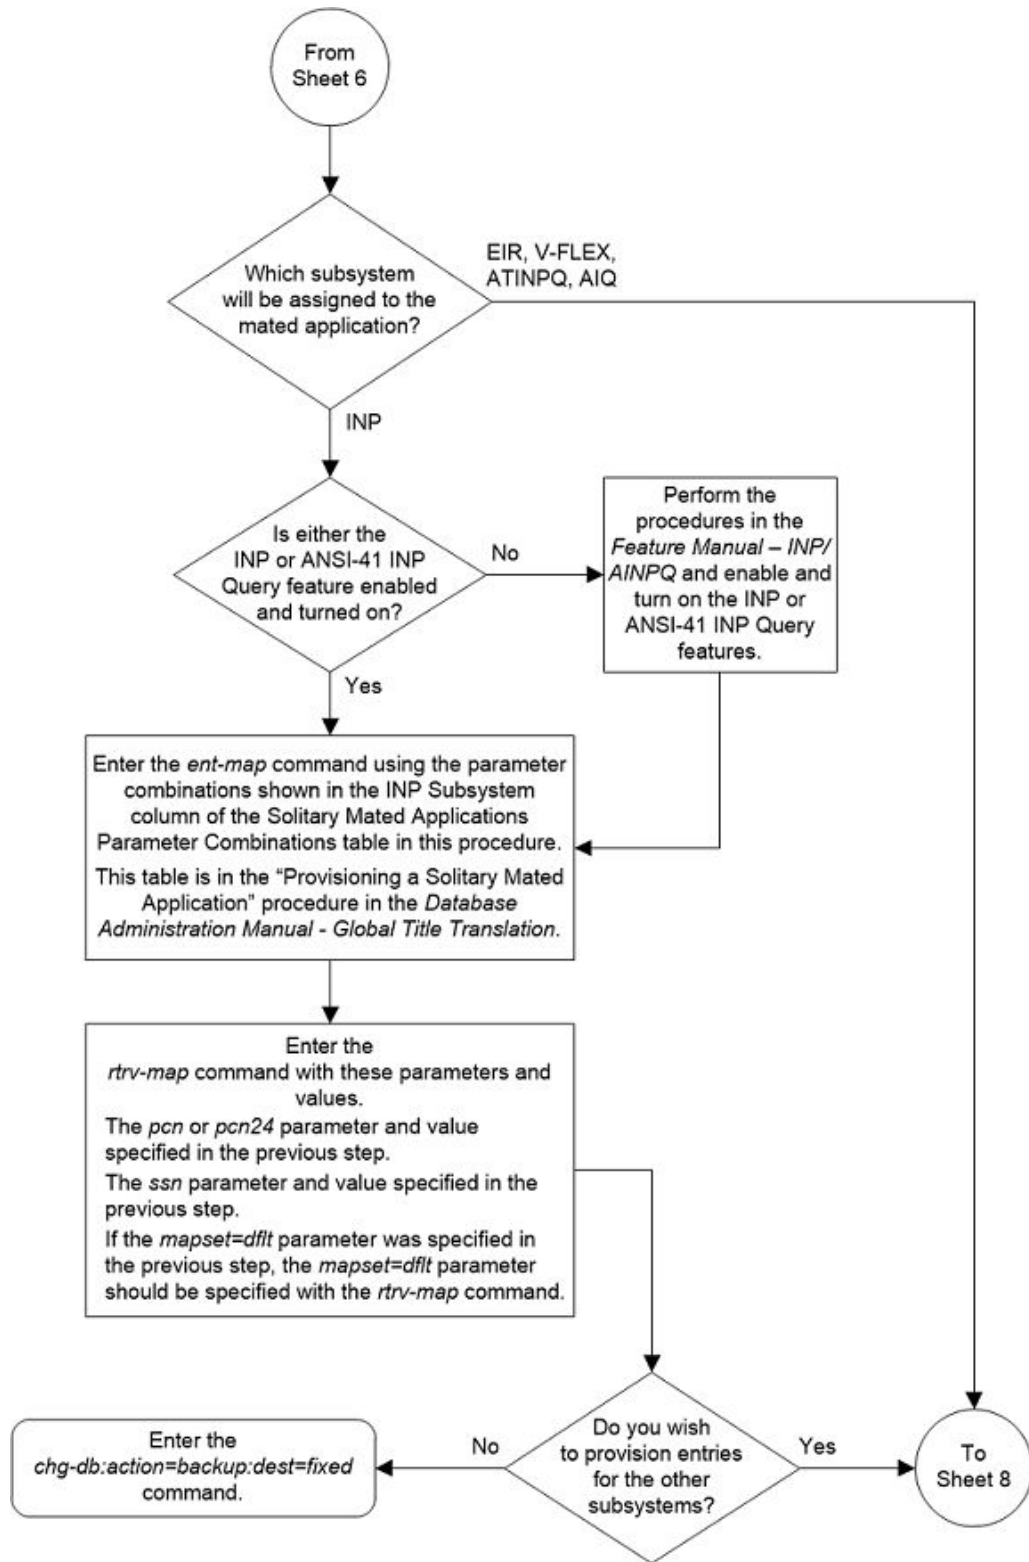 From
Sheet 6
Which subsystem
will be assigned to the
mated application?
EIR, V-FLEX,
ATINPQ, AIQ
INP
Is either the
INP or ANSI-41 INP
Query feature enabled
and turned on?
No
Perform the
procedures in the
Feature Manual – INP/
AINPQ and enable and
turn on the INP or
ANSI-41 INP Query
features.
Yes
Enter the ent-map command using the parameter
combinations shown in the INP Subsystem
column of the Solitary Mated Applications
Parameter Combinations table in this procedure.
This table is in the “Provisioning a Solitary Mated
Application” procedure in the Database
Administration Manual - Global Title Translation.
Enter the
rtrv-map command with these parameters and
values.
The pcn or pcn24 parameter and value
specified in the previous step.
The ssn parameter and value specified in the
previous step.
If the mapset=dflt parameter was specified in
the previous step, the mapset=dflt parameter
should be specified with the rtrv-map command.
Do you wish
to provision entries
for the other
subsystems?
No
Yes
Enter the
chg-db:action=backup:dest=fixed
command.
To
Sheet 8